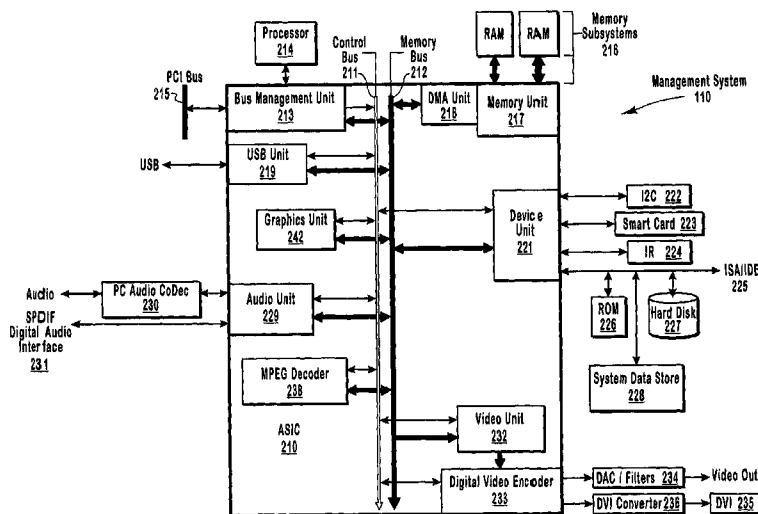 Processor
214
Control
Bus
211
Memory
Bus
212
RAM
RAM
Memory
Subsystems
216
PCI Bus
215
Management System
110
Bus Management Unit
213
DMA Unit
218
Memory Unit
217
USB
USB Unit
219
Graphics Unit
242
Device
Unit
221
I2C 222
Smart Card 223
IR 224
ISA/IDE
225
Audio
PC Audio CoDec
230
Audio Unit
229
ROM
226
Hard Disk
227
SPDIF
Digital Audio
Interface
231
MPEG Decoder
238
System Data Store
228
ASIC
210
Video Unit
232
Digital Video Encoder
233
DAC / Filters 234
Video Out
DVI Converter 236
DVI 235